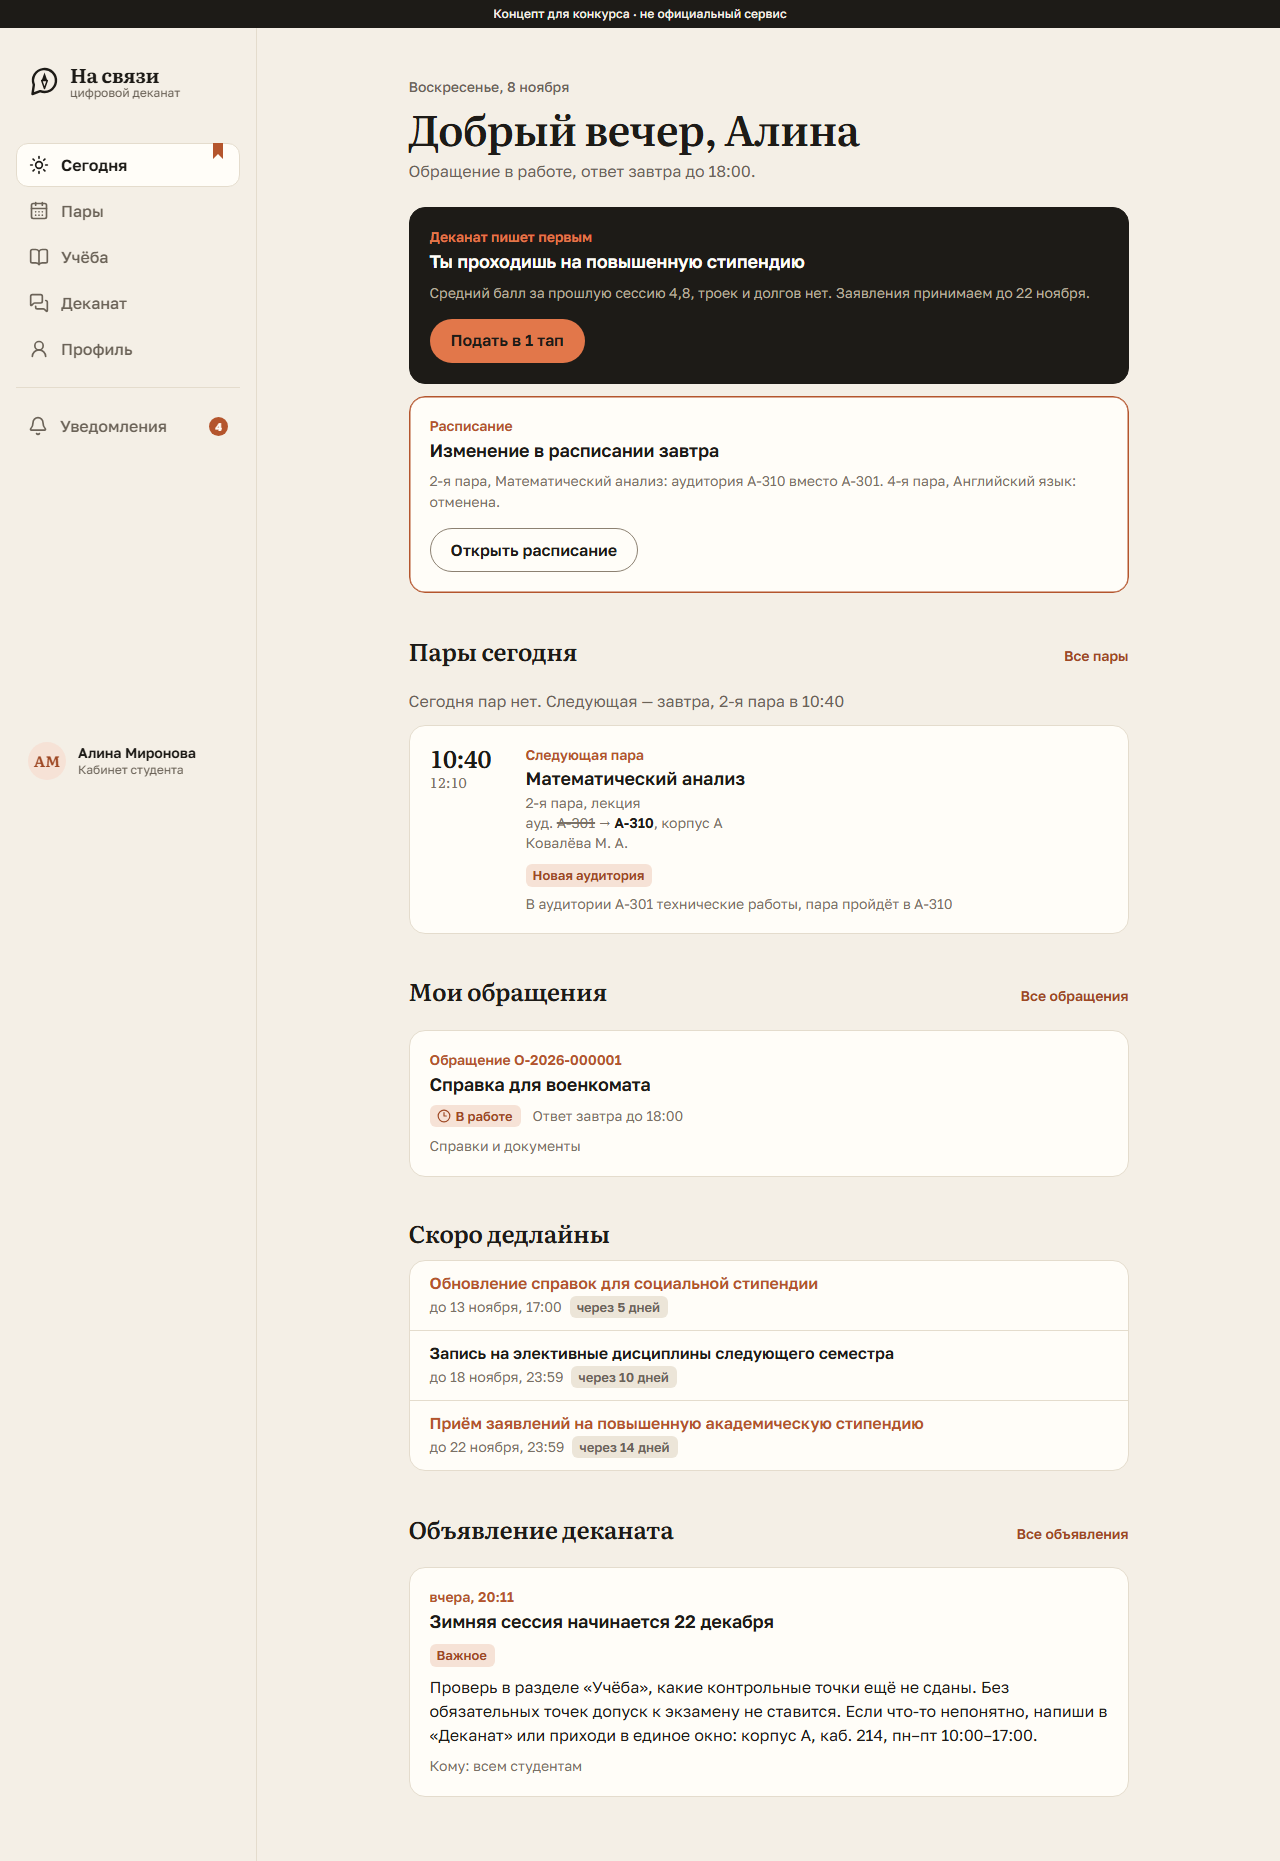 Концепт для конкурса · не официальный сервис
На связи
цифровой деканат
Сегодня
Пары
Учёба
Деканат
Профиль
Уведомления
4
АМ
Алина Миронова
Кабинет студента
Воскресенье, 8 ноября
Добрый вечер, Алина
Обращение в работе, ответ завтра до 18:00.
Деканат пишет первым
Ты проходишь на повышенную стипендию
Средний балл за прошлую сессию 4,8, троек и долгов нет. Заявления принимаем до 22 ноября.
Подать в 1 тап
Расписание
Изменение в расписании завтра
2-я пара, Математический анализ: аудитория А-310 вместо А-301. 4-я пара, Английский язык:
отменена.
Открыть расписание
Пары сегодня
Все пары
Сегодня пар нет. Следующая — завтра, 2-я пара в 10:40
10:40
12:10
Следующая пара
Математический анализ
2-я пара, лекция
ауд. А-301 → А-310, корпус А
Ковалёва М. А.
Новая аудитория
В аудитории А-301 технические работы, пара пройдёт в А-310
Мои обращения
Все обращения
Обращение О-2026-000001
Справка для военкомата
В работе
Ответ завтра до 18:00
Справки и документы
Скоро дедлайны
Обновление справок для социальной стипендии
до 13 ноября, 17:00 через 5 дней
Запись на элективные дисциплины следующего семестра
до 18 ноября, 23:59 через 10 дней
Приём заявлений на повышенную академическую стипендию
до 22 ноября, 23:59 через 14 дней
Объявление деканата
Все объявления
вчера, 20:11
Зимняя сессия начинается 22 декабря
Важное
Проверь в разделе «Учёба», какие контрольные точки ещё не сданы. Без
обязательных точек допуск к экзамену не ставится. Если что-то непонятно, напиши в
«Деканат» или приходи в единое окно: корпус А, каб. 214, пн–пт 10:00–17:00.
Кому: всем студентам